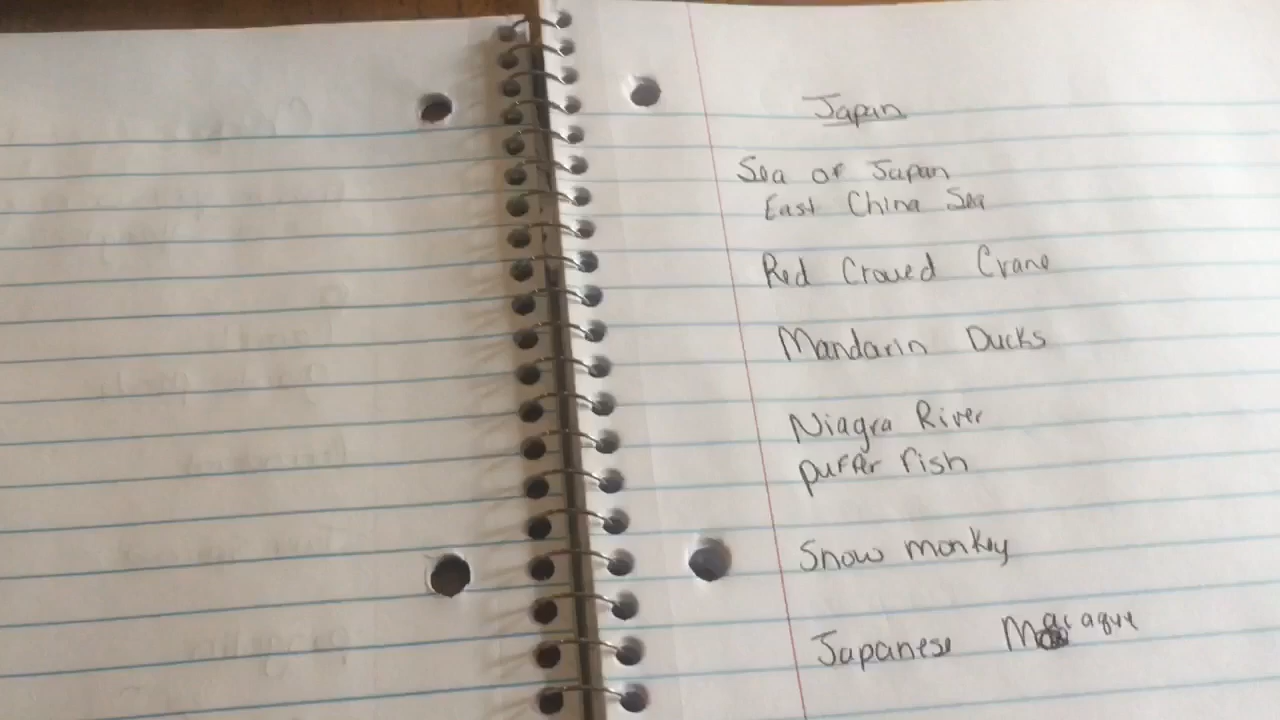 Japan
Sea of Japan
East China Sea
Red Croued Crane
Mandarin Ducks
Niagra River
puffer fish
Snow monkey
Japanese Macaque